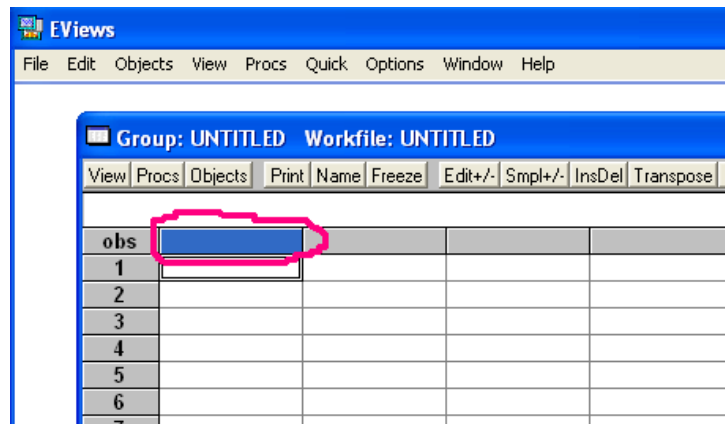 EViews
File Edit Objects View Procs Quick Options Window Help
Group: UNTITLED Workfile: UNTITLED
View Procs Objects Print Name Freeze Edit+/- Smpl+/- InsDel Transpose
obs
1
2
3
4
5
6